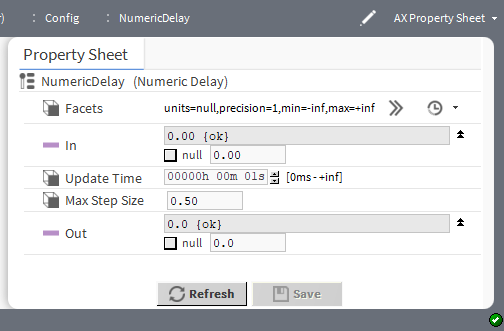 ) : Config : NumericDelay AX Property Sheet
Property Sheet
NumericDelay (Numeric Delay)
Facets units=null,precision=1,min=-inf,max=+inf
In 0.00 {ok}
null 0.00
Update Time 00000h 00m 01s [0ms-+inf]
Max Step Size 0.50
Out 0.0 {ok}
null 0.0
Refresh Save